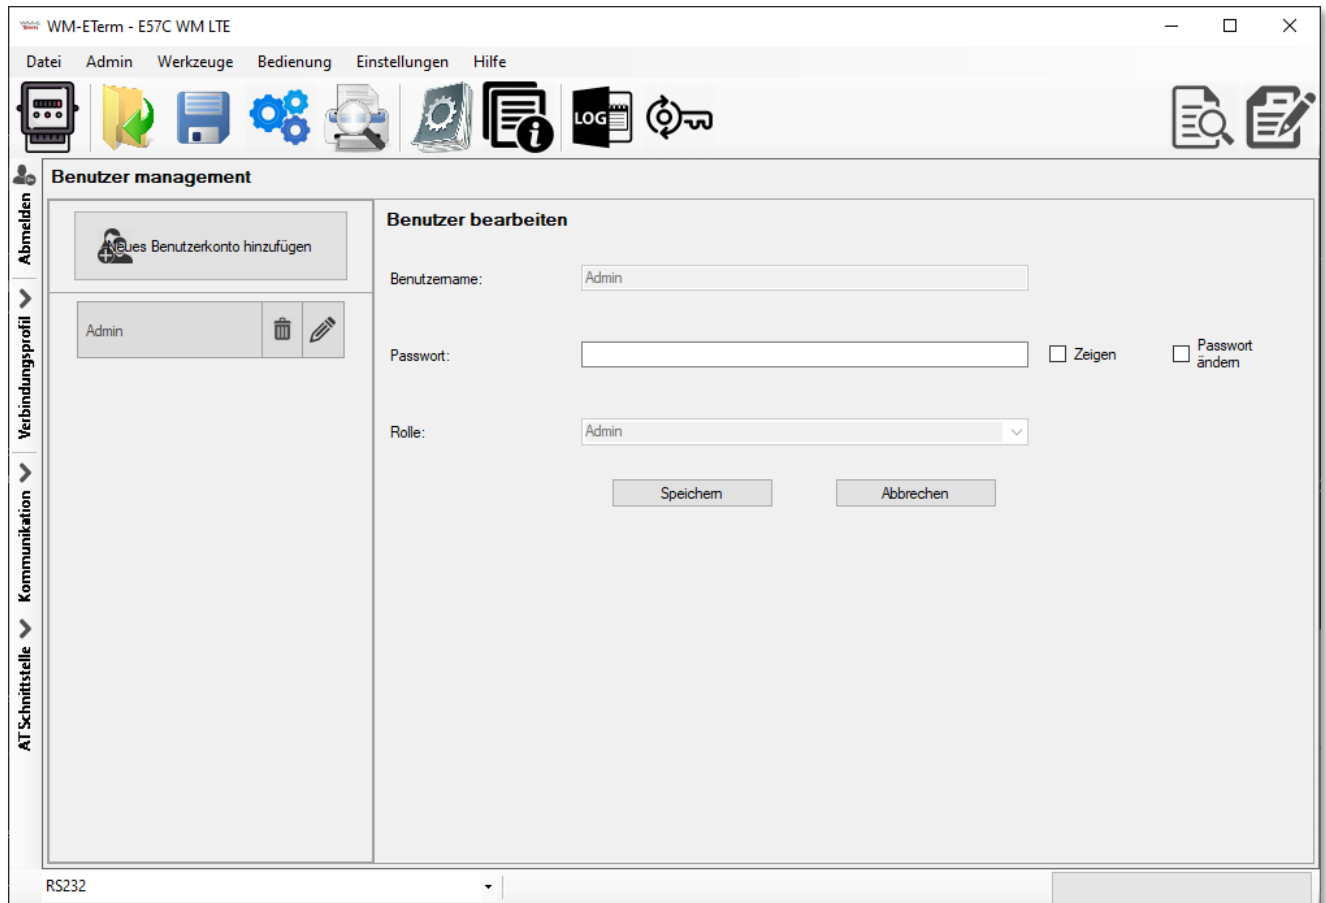 WM-ETerm - E57C WM LTE
Datei Admin Werkzeuge Bedienung Einstellungen Hilfe
LOG
Benutzer management
Abmelden
Verbindungsprofil
Kommunikation
AT Schnittstelle
Neues Benutzerkonto hinzufügen
Admin
Benutzer bearbeiten
Benutzername: Admin
Passwort: Zeigen Passwort
ändern
Rolle: Admin
Speichern Abbrechen
RS232